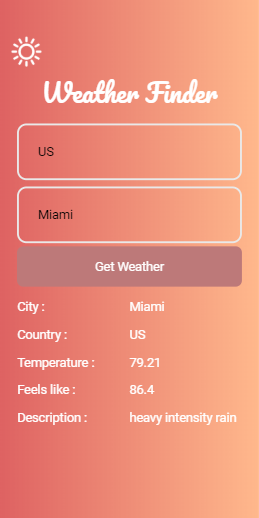 Weather Finder
US
Miami
Get Weather
City : Miami
Country : US
Temperature : 79.21
Feels like : 86.4
Description : heavy intensity rain